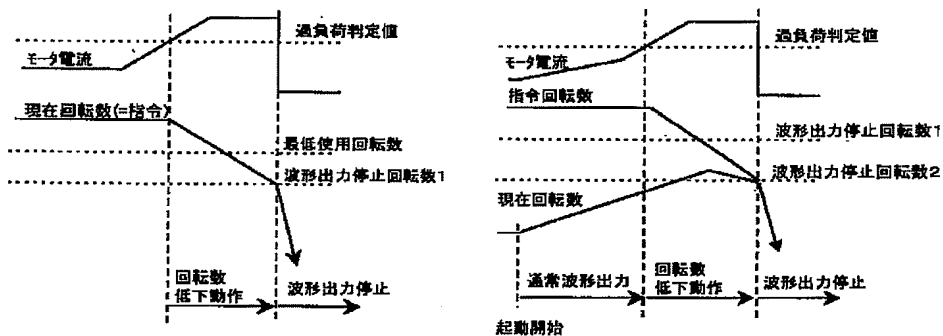 過負荷判定値
モータ電流
現在回転数(=指令)
最低使用回転数
波形出力停止回転数1
回転数
低下動作
波形出力停止
過負荷判定値
モータ電流
指令回転数
波形出力停止回転数1
波形出力停止回転数2
現在回転数
通常波形出力
回転数
低下動作
波形出力停止
起動開始